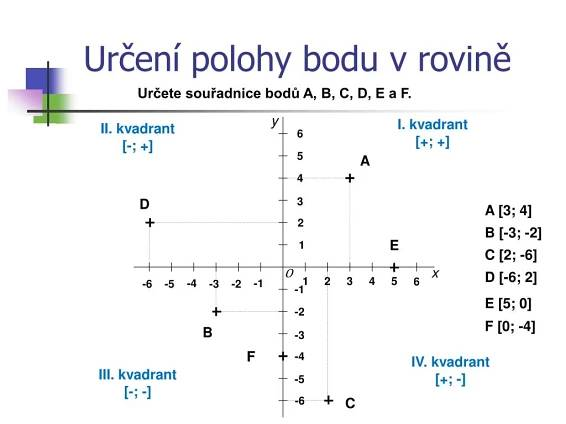 Určení polohy bodu v rovině
Určete souřadnice bodů A, B, C, D, E a F.
II. kvadrant
[-; +]
I. kvadrant
[+; +]
y
6
5
4
3
2
1
A
D
E
A [3; 4]
B [-3; -2]
C [2; -6]
D [-6; 2]
E [5; 0]
F [0; -4]
-6 -5 -4 -3 -2 -1 O 1 2 3 4 5 6 x
-1
-2
-3
-4
-5
-6
B
F
C
III. kvadrant
[-; -]
IV. kvadrant
[+; -]